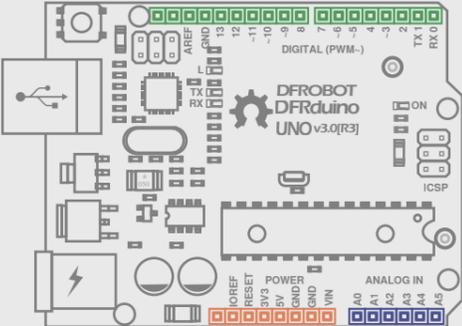 AREF
GND
13
12
~11
~10
~9
8
7
~6
~5
4
~3
2
TX 1
RX 0
DIGITAL (PWM~)
L
TX
RX
DFROBOT
DFRduino
UNO v3.0[R3]
ON
ICSP
IOREF
RESET
3V3
5V
GND
GND
VIN
POWER
ANALOG IN
A0
A1
A2
A3
A4
A5